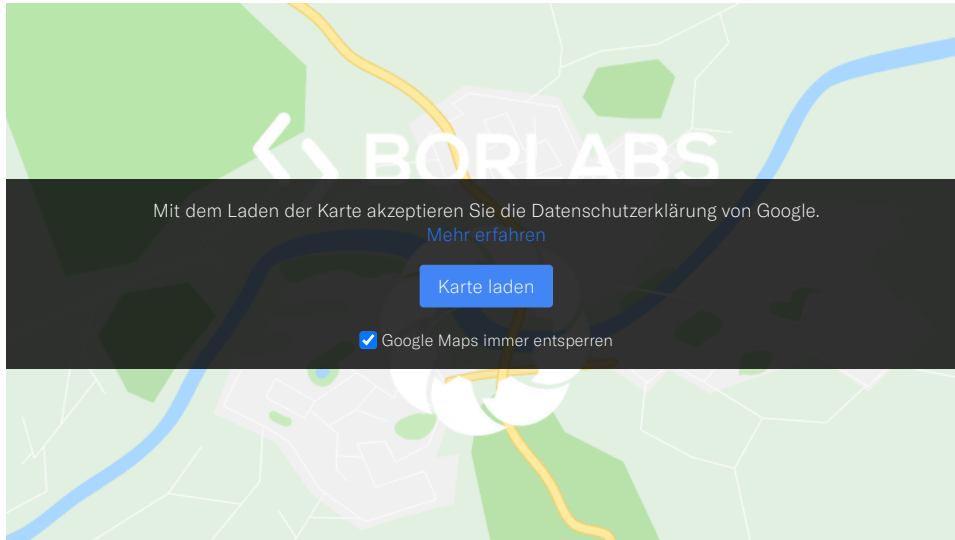 BORLABS
Mit dem Laden der Karte akzeptieren Sie die Datenschutzerklärung von Google.
Mehr erfahren
Karte laden
Google Maps immer entsperren